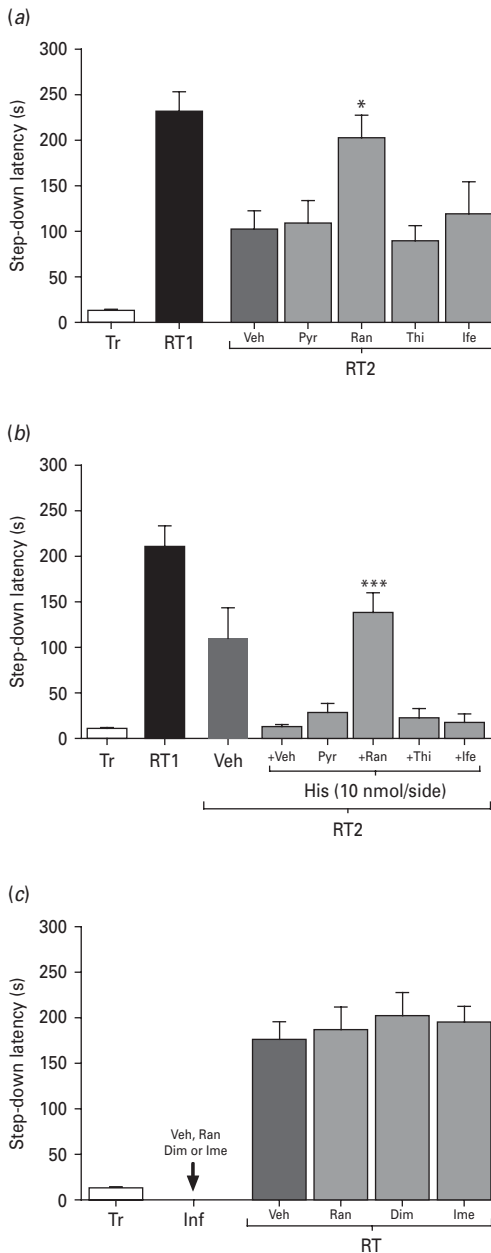 (a)
300
250
200
150
100
50
0
Step-down latency (s)
*
Tr
RT1
Veh
Pyr
Ran
Thi
Ife
RT2
(b)
300
250
200
150
100
50
0
Step-down latency (s)
***
Tr
RT1
Veh
+Veh
Pyr
+Ran
+Thi
+Ife
His (10 nmol/side)
RT2
(c)
300
250
200
150
100
50
0
Step-down latency (s)
Veh, Ran
Dim or Ime
Tr
Inf
Veh
Ran
Dim
Ime
RT